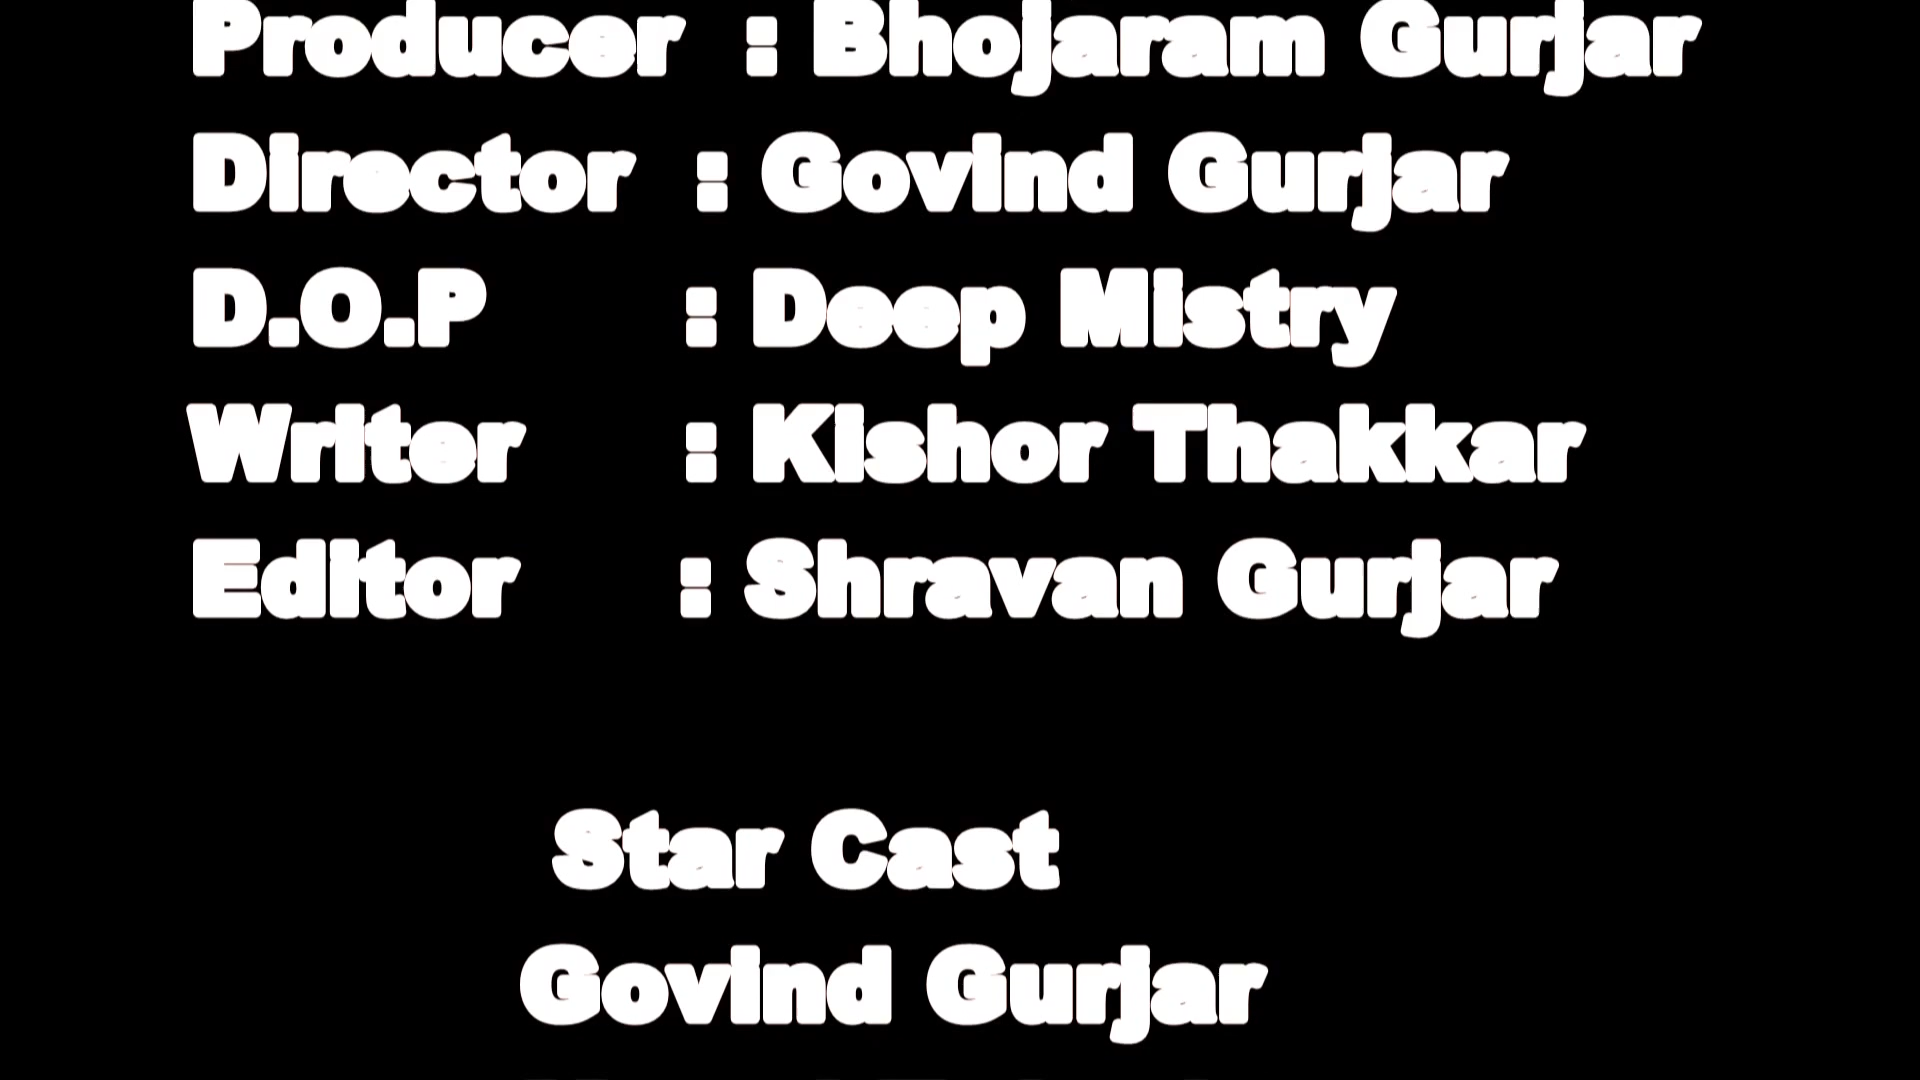 Producer : Bhojaram Gurjar
Director : Govind Gurjar
D.O.P : Deep Mistry
Writer : Kishor Thakkar
Editor : Shravan Gurjar
Star Cast
Govind Gurjar